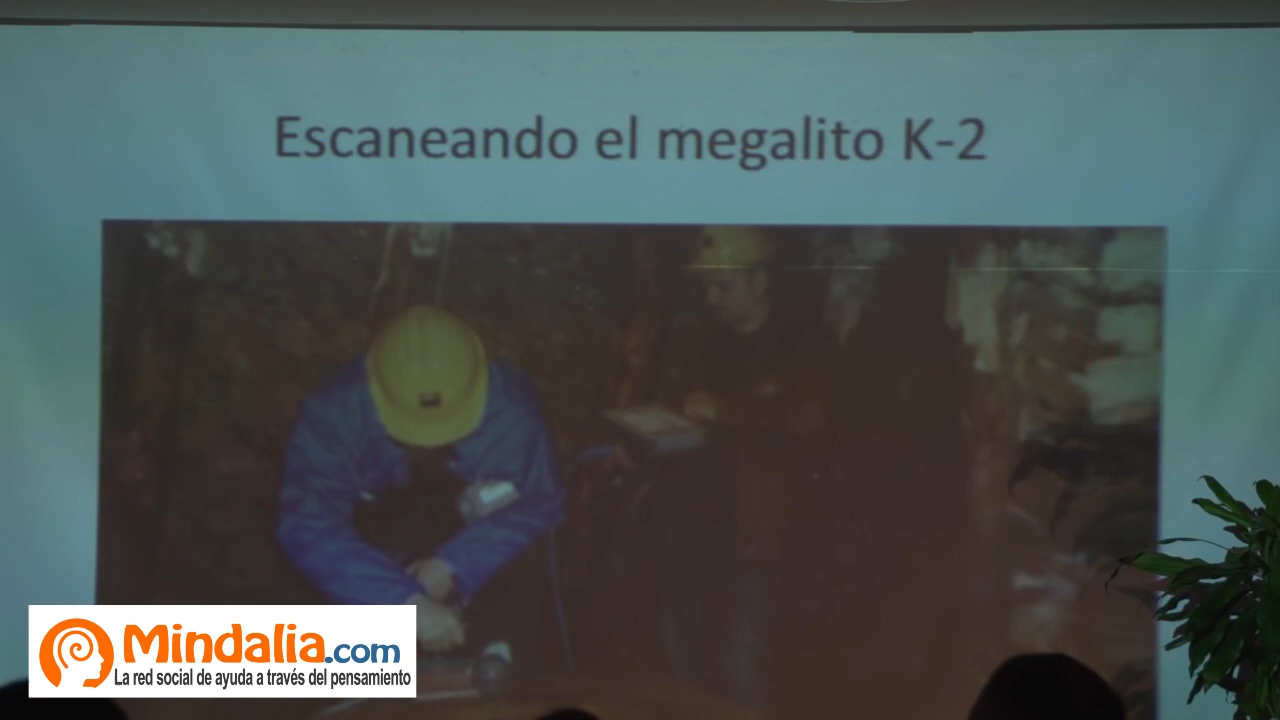 Escaneando el megalito K-2
Mindalia.com
La red social de ayuda a través del pensamiento